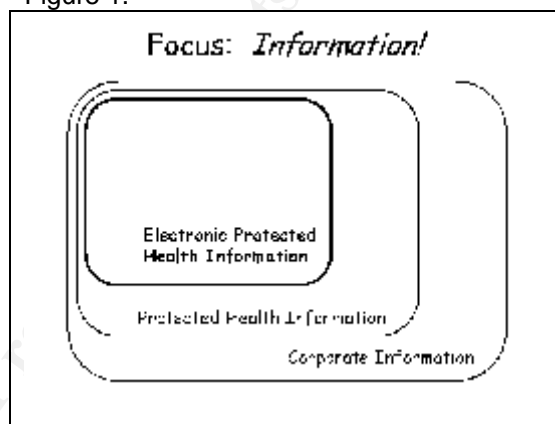 Figure 1.
Focus: Information!
Electronic Protected
Health Information
Protected Health Information
Corporate Information